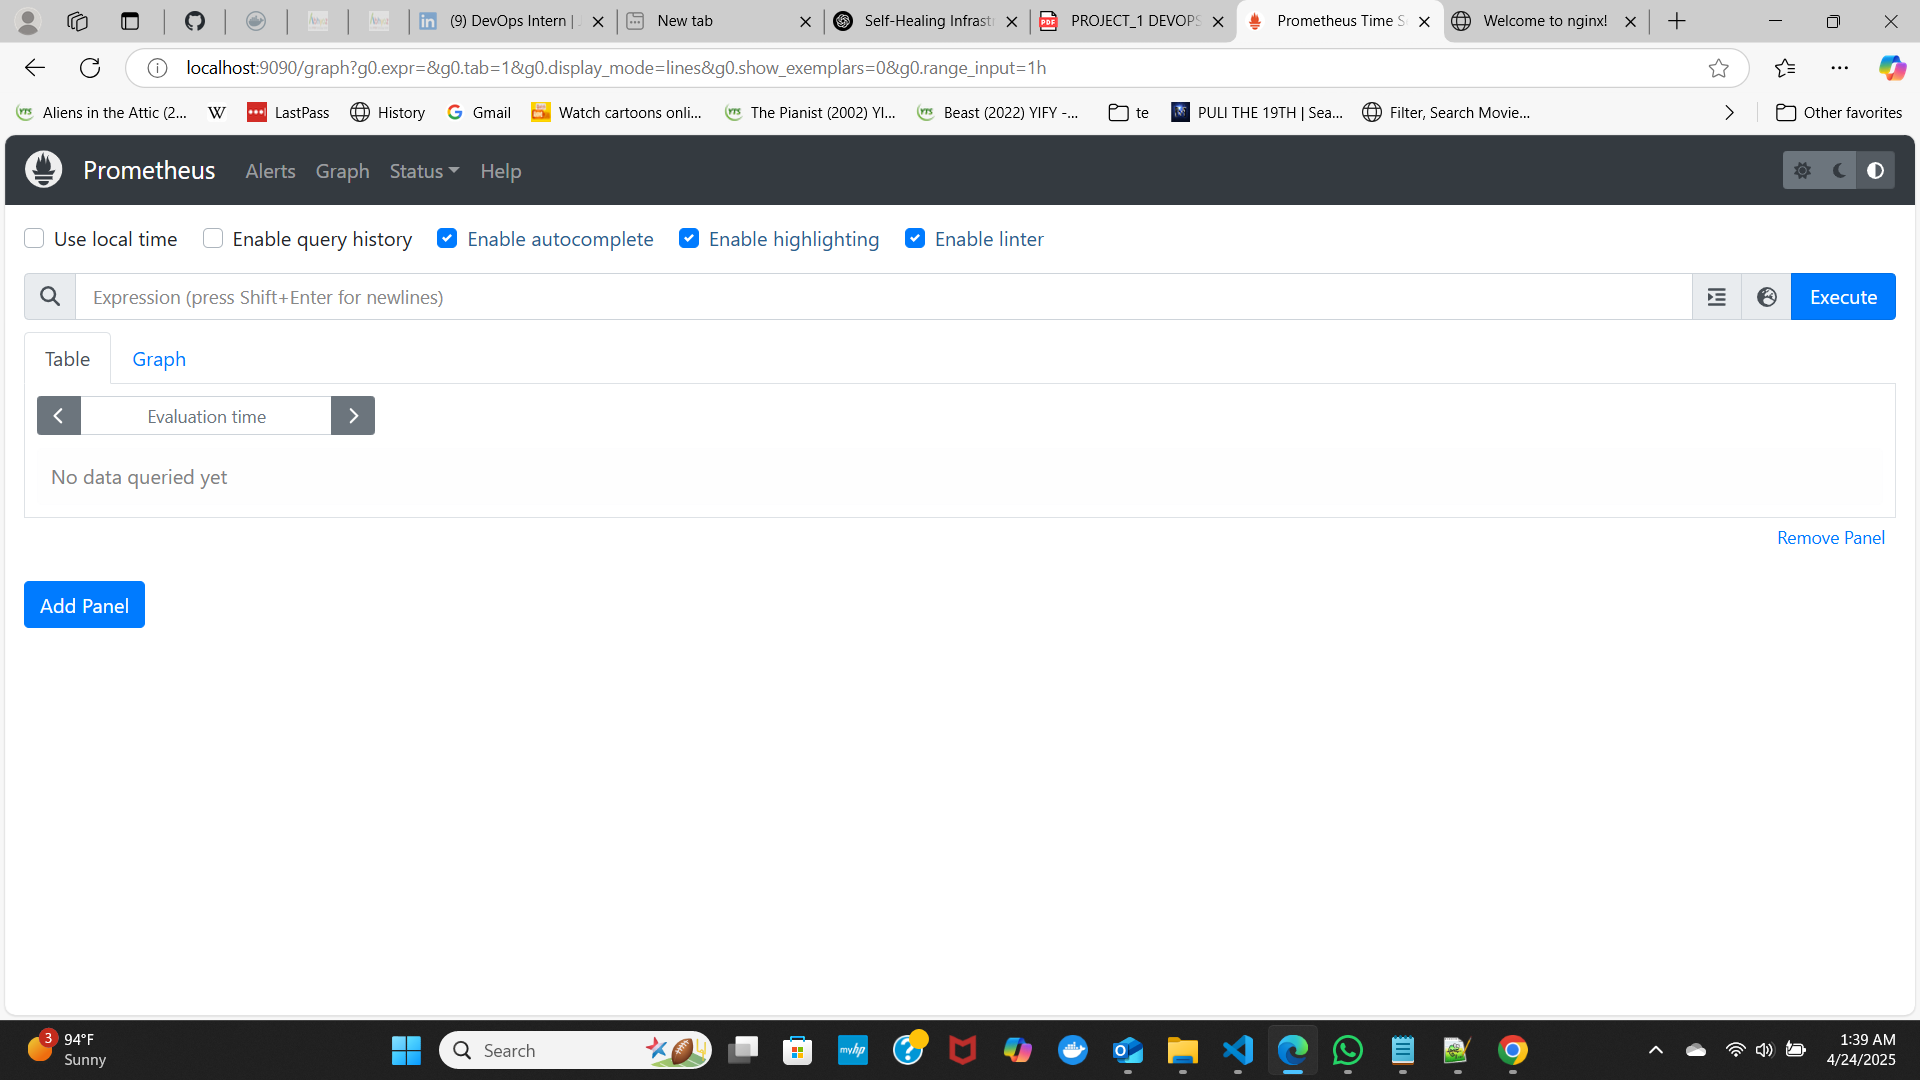 (9) DevOps Intern |
New tab
Self-Healing Infrast
PROJECT_1 DEVOPS
Prometheus Time S
Welcome to nginx!
localhost:9090/graph?g0.expr=&g0.tab=1&g0.display_mode=lines&g0.show_exemplars=0&g0.range_input=1h
Aliens in the Attic (2...
W
LastPass
History
Gmail
Watch cartoons onli...
The Pianist (2002) YI...
Beast (2022) YIFY -...
te
PULI THE 19TH | Sea...
Filter, Search Movie...
Other favorites
Prometheus
Alerts
Graph
Status
Help
Use local time
Enable query history
Enable autocomplete
Enable highlighting
Enable linter
Expression (press Shift+Enter for newlines)
Execute
Table
Graph
Evaluation time
No data queried yet
Remove Panel
Add Panel
3
94°F
Sunny
Search
myhp
1:39 AM
4/24/2025